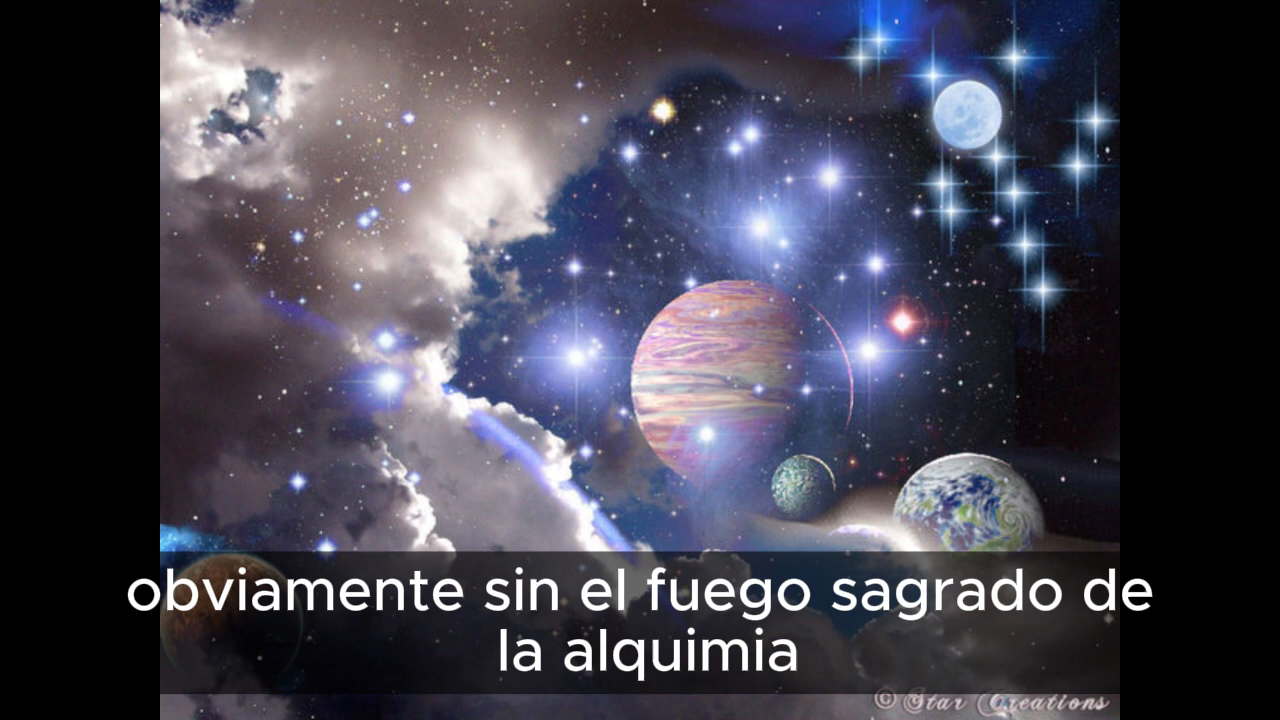 obviamente sin el fuego sagrado de
la alquimia
© Star Creations